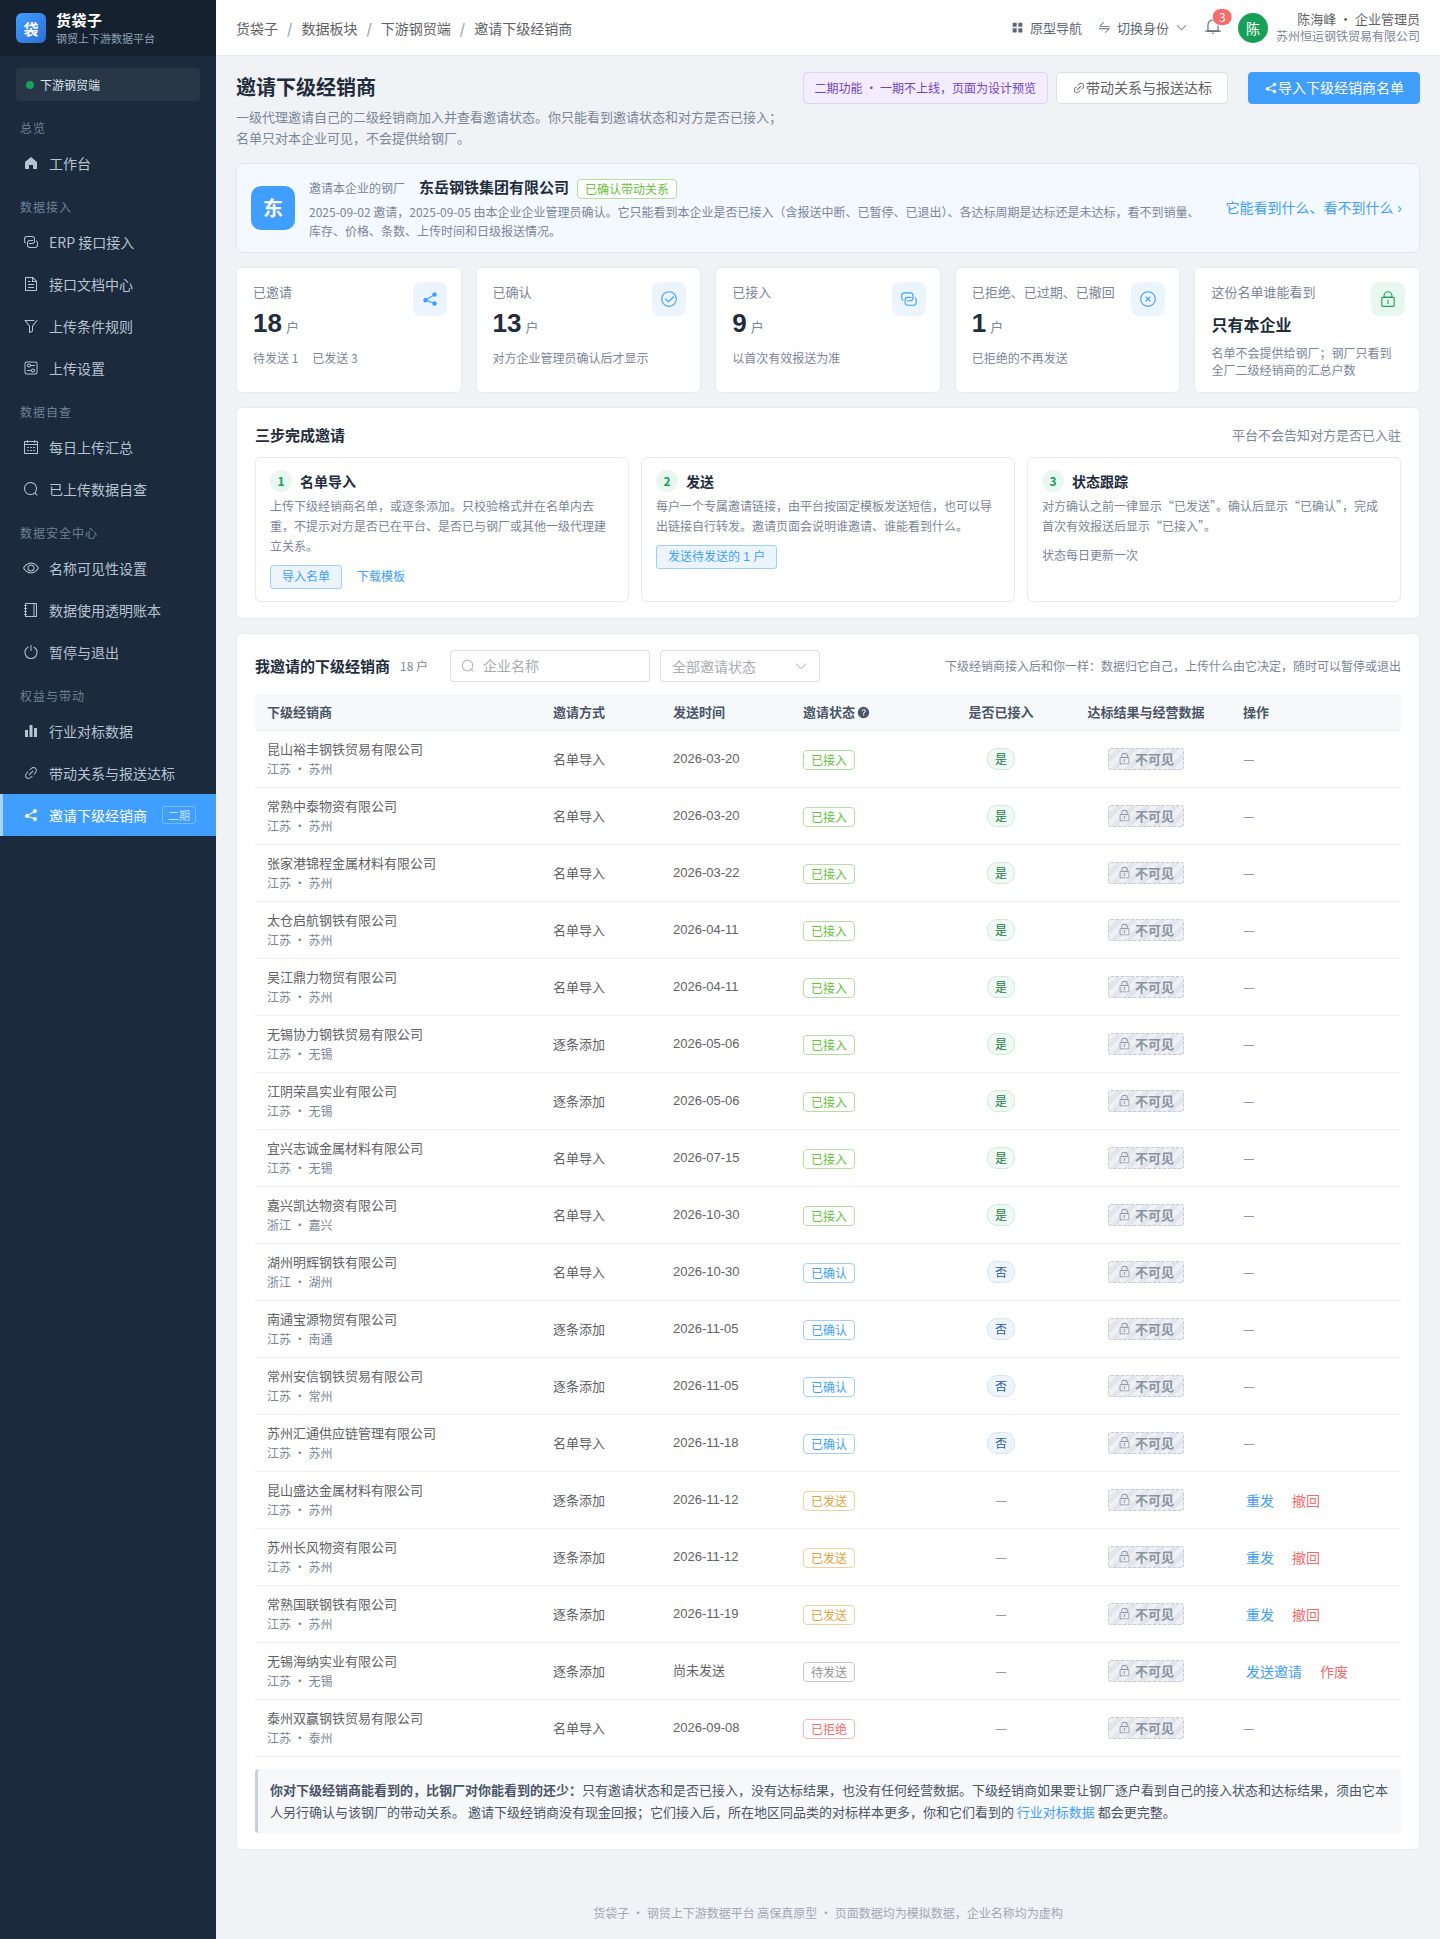 袋 货袋子
钢贸上下游数据平台
下游钢贸端
总览
工作台
数据接入
ERP 接口接入
接口文档中心
上传条件规则
上传设置
数据自查
每日上传汇总
已上传数据自查
数据安全中心
名称可见性设置
数据使用透明账本
暂停与退出
权益与带动
行业对标数据
带动关系与报送达标
邀请下级经销商 二期
货袋子 / 数据板块 / 下游钢贸端 / 邀请下级经销商
原型导航 切换身份 3 陈 陈海峰 · 企业管理员
苏州恒运钢铁贸易有限公司
邀请下级经销商
二期功能 · 一期不上线，页面为设计预览 带动关系与报送达标 导入下级经销商名单
一级代理邀请自己的二级经销商加入并查看邀请状态。你只能看到邀请状态和对方是否已接入；
名单只对本企业可见，不会提供给钢厂。
东 邀请本企业的钢厂 东岳钢铁集团有限公司 已确认带动关系
2025-09-02 邀请，2025-09-05 由本企业企业管理员确认。它只能看到本企业是否已接入（含报送中断、已暂停、已退出）、各达标周期是达标还是未达标，看不到销量、
库存、价格、条数、上传时间和日级报送情况。
它能看到什么、看不到什么 ›
已邀请
18 户
待发送 1 已发送 3
已确认
13 户
对方企业管理员确认后才显示
已接入
9 户
以首次有效报送为准
已拒绝、已过期、已撤回
1 户
已拒绝的不再发送
这份名单谁能看到
只有本企业
名单不会提供给钢厂；钢厂只看到
全厂二级经销商的汇总户数
三步完成邀请 平台不会告知对方是否已入驻
1 名单导入
上传下级经销商名单，或逐条添加。只校验格式并在名单内去
重，不提示对方是否已在平台、是否已与钢厂或其他一级代理建
立关系。
导入名单 下载模板
2 发送
每户一个专属邀请链接，由平台按固定模板发送短信，也可以导
出链接自行转发。邀请页面会说明谁邀请、谁能看到什么。
发送待发送的 1 户
3 状态跟踪
对方确认之前一律显示“已发送”。确认后显示“已确认”，完成
首次有效报送后显示“已接入”。
状态每日更新一次
我邀请的下级经销商 18 户 企业名称 全部邀请状态 下级经销商接入后和你一样：数据归它自己，上传什么由它决定，随时可以暂停或退出
下级经销商 邀请方式 发送时间 邀请状态 是否已接入 达标结果与经营数据 操作
昆山裕丰钢铁贸易有限公司
江苏 · 苏州 名单导入 2026-03-20 已接入 是 不可见 —
常熟中泰物资有限公司
江苏 · 苏州 名单导入 2026-03-20 已接入 是 不可见 —
张家港锦程金属材料有限公司
江苏 · 苏州 名单导入 2026-03-22 已接入 是 不可见 —
太仓启航钢铁有限公司
江苏 · 苏州 名单导入 2026-04-11 已接入 是 不可见 —
吴江鼎力物贸有限公司
江苏 · 苏州 名单导入 2026-04-11 已接入 是 不可见 —
无锡协力钢铁贸易有限公司
江苏 · 无锡 逐条添加 2026-05-06 已接入 是 不可见 —
江阴荣昌实业有限公司
江苏 · 无锡 逐条添加 2026-05-06 已接入 是 不可见 —
宜兴志诚金属材料有限公司
江苏 · 无锡 名单导入 2026-07-15 已接入 是 不可见 —
嘉兴凯达物资有限公司
浙江 · 嘉兴 名单导入 2026-10-30 已接入 是 不可见 —
湖州明辉钢铁有限公司
浙江 · 湖州 名单导入 2026-10-30 已确认 否 不可见 —
南通宝源物贸有限公司
江苏 · 南通 逐条添加 2026-11-05 已确认 否 不可见 —
常州安信钢铁贸易有限公司
江苏 · 常州 逐条添加 2026-11-05 已确认 否 不可见 —
苏州汇通供应链管理有限公司
江苏 · 苏州 名单导入 2026-11-18 已确认 否 不可见 —
昆山盛达金属材料有限公司
江苏 · 苏州 逐条添加 2026-11-12 已发送 — 不可见 重发 撤回
苏州长风物资有限公司
江苏 · 苏州 逐条添加 2026-11-12 已发送 — 不可见 重发 撤回
常熟国联钢铁有限公司
江苏 · 苏州 逐条添加 2026-11-19 已发送 — 不可见 重发 撤回
无锡海纳实业有限公司
江苏 · 无锡 逐条添加 尚未发送 待发送 — 不可见 发送邀请 作废
泰州双赢钢铁贸易有限公司
江苏 · 泰州 名单导入 2026-09-08 已拒绝 — 不可见 —
你对下级经销商能看到的，比钢厂对你能看到的还少：只有邀请状态和是否已接入，没有达标结果，也没有任何经营数据。下级经销商如果要让钢厂逐户看到自己的接入状态和达标结果，须由它本
人另行确认与该钢厂的带动关系。 邀请下级经销商没有现金回报；它们接入后，所在地区同品类的对标样本更多，你和它们看到的 行业对标数据 都会更完整。
货袋子 · 钢贸上下游数据平台 高保真原型 · 页面数据均为模拟数据，企业名称均为虚构